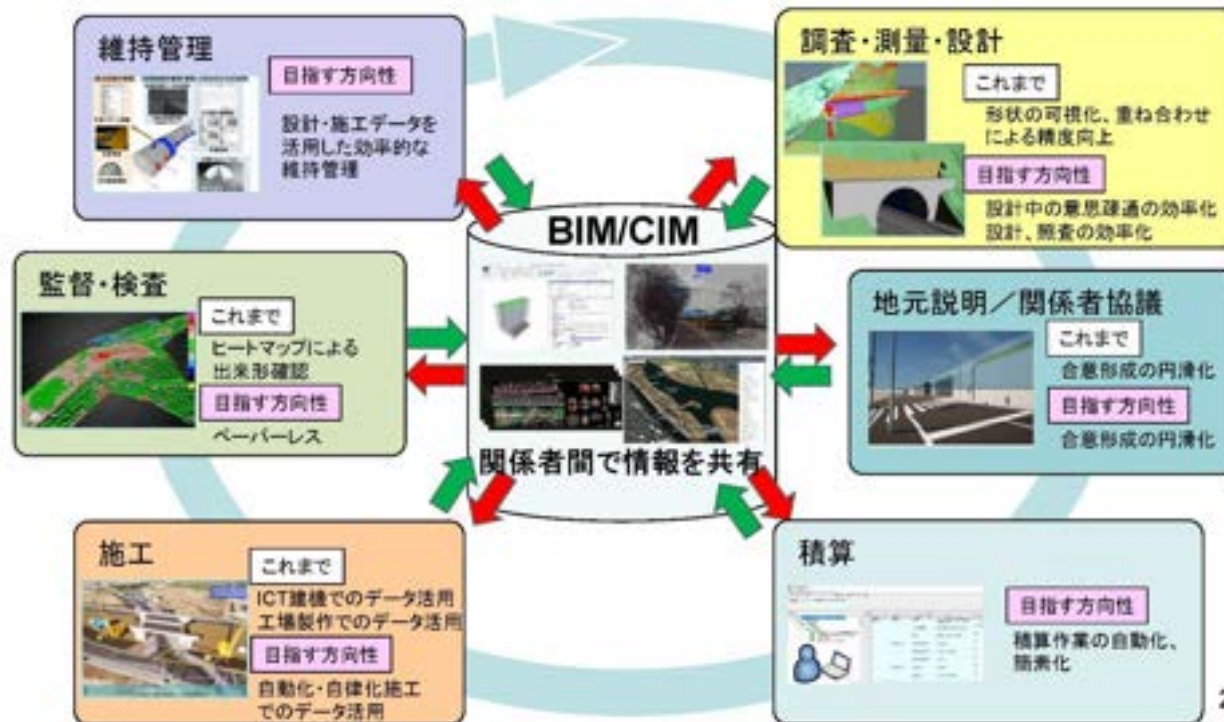 維持管理
目指す方向性
設計・施工データを
活用した効率的な
維持管理
調査・測量・設計
これまで
形状の可視化、重ね合わせ
による精度向上
目指す方向性
設計中の意思疎通の効率化
設計、照査の効率化
BIM/CIM
関係者間で情報を共有
監督・検査
これまで
ヒートマップによる
出来形確認
目指す方向性
ペーパーレス
地元説明／関係者協議
これまで
合意形成の円滑化
目指す方向性
合意形成の円滑化
施工
これまで
ICT建機でのデータ活用
工場製作でのデータ活用
目指す方向性
自動化・自律化施工
でのデータ活用
積算
目指す方向性
積算作業の自動化、
簡素化
2